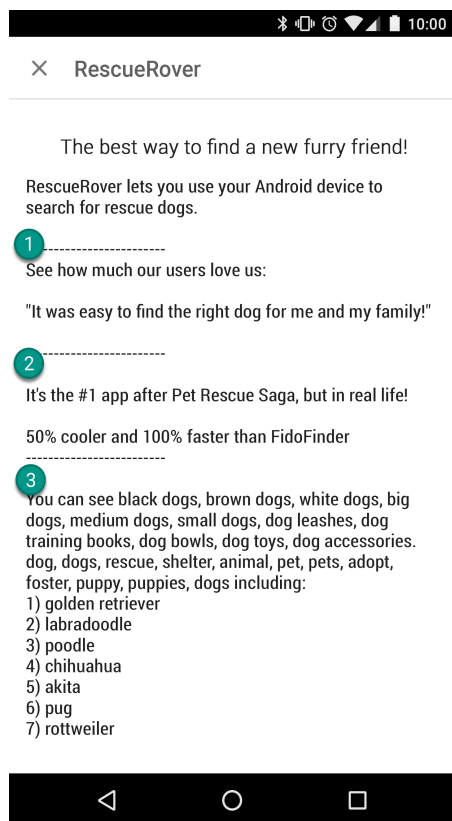 10:00
RescueRover
The best way to find a new furry friend!
RescueRover lets you use your Android device to
search for rescue dogs.
1 ----------------------
See how much our users love us:
"It was easy to find the right dog for me and my family!"
----------------------
2
It's the #1 app after Pet Rescue Saga, but in real life!
50% cooler and 100% faster than FidoFinder
-------------------------
3
You can see black dogs, brown dogs, white dogs, big
dogs, medium dogs, small dogs, dog leashes, dog
training books, dog bowls, dog toys, dog accessories.
dog, dogs, rescue, shelter, animal, pet, pets, adopt,
foster, puppy, puppies, dogs including:
1) golden retriever
2) labradoodle
3) poodle
4) chihuahua
5) akita
6) pug
7) rottweiler